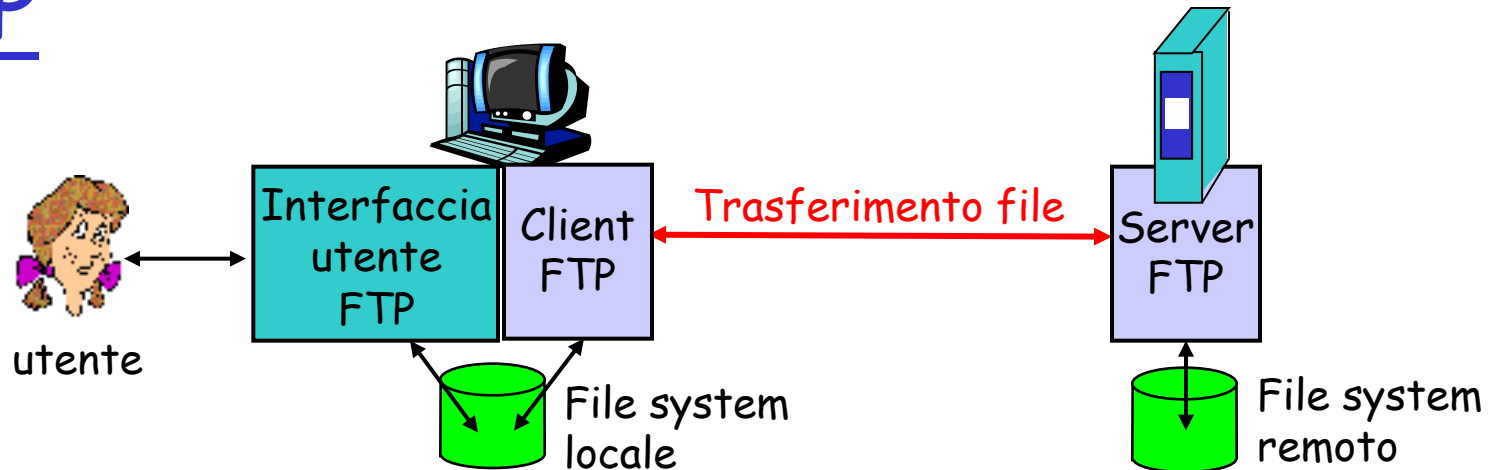 Interfaccia
utente
FTP
Client
FTP
Trasferimento file
Server
FTP
utente
File system
locale
File system
remoto